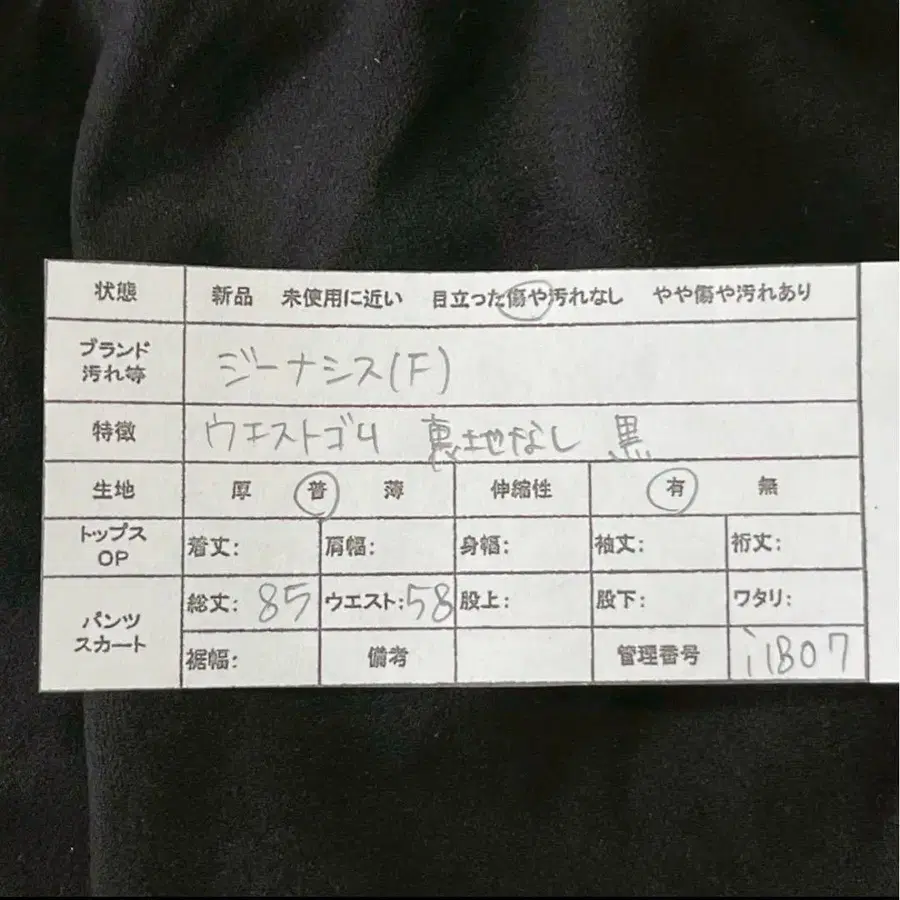 状態 新品 未使用に近い 目立った傷や汚れなし やや傷や汚れあり
ブランド
汚れ等 ジーナシス(F)
特徴 ウエストゴム 裏地なし 黒
生地 厚 普 薄 伸縮性 有 無
トップス
OP 着丈: 肩幅: 身幅: 袖丈: 裄丈:
パンツ
スカート 総丈: 85 ウエスト: 58 股上: 股下: ワタリ:
裾幅: 備考 管理番号 i1B07